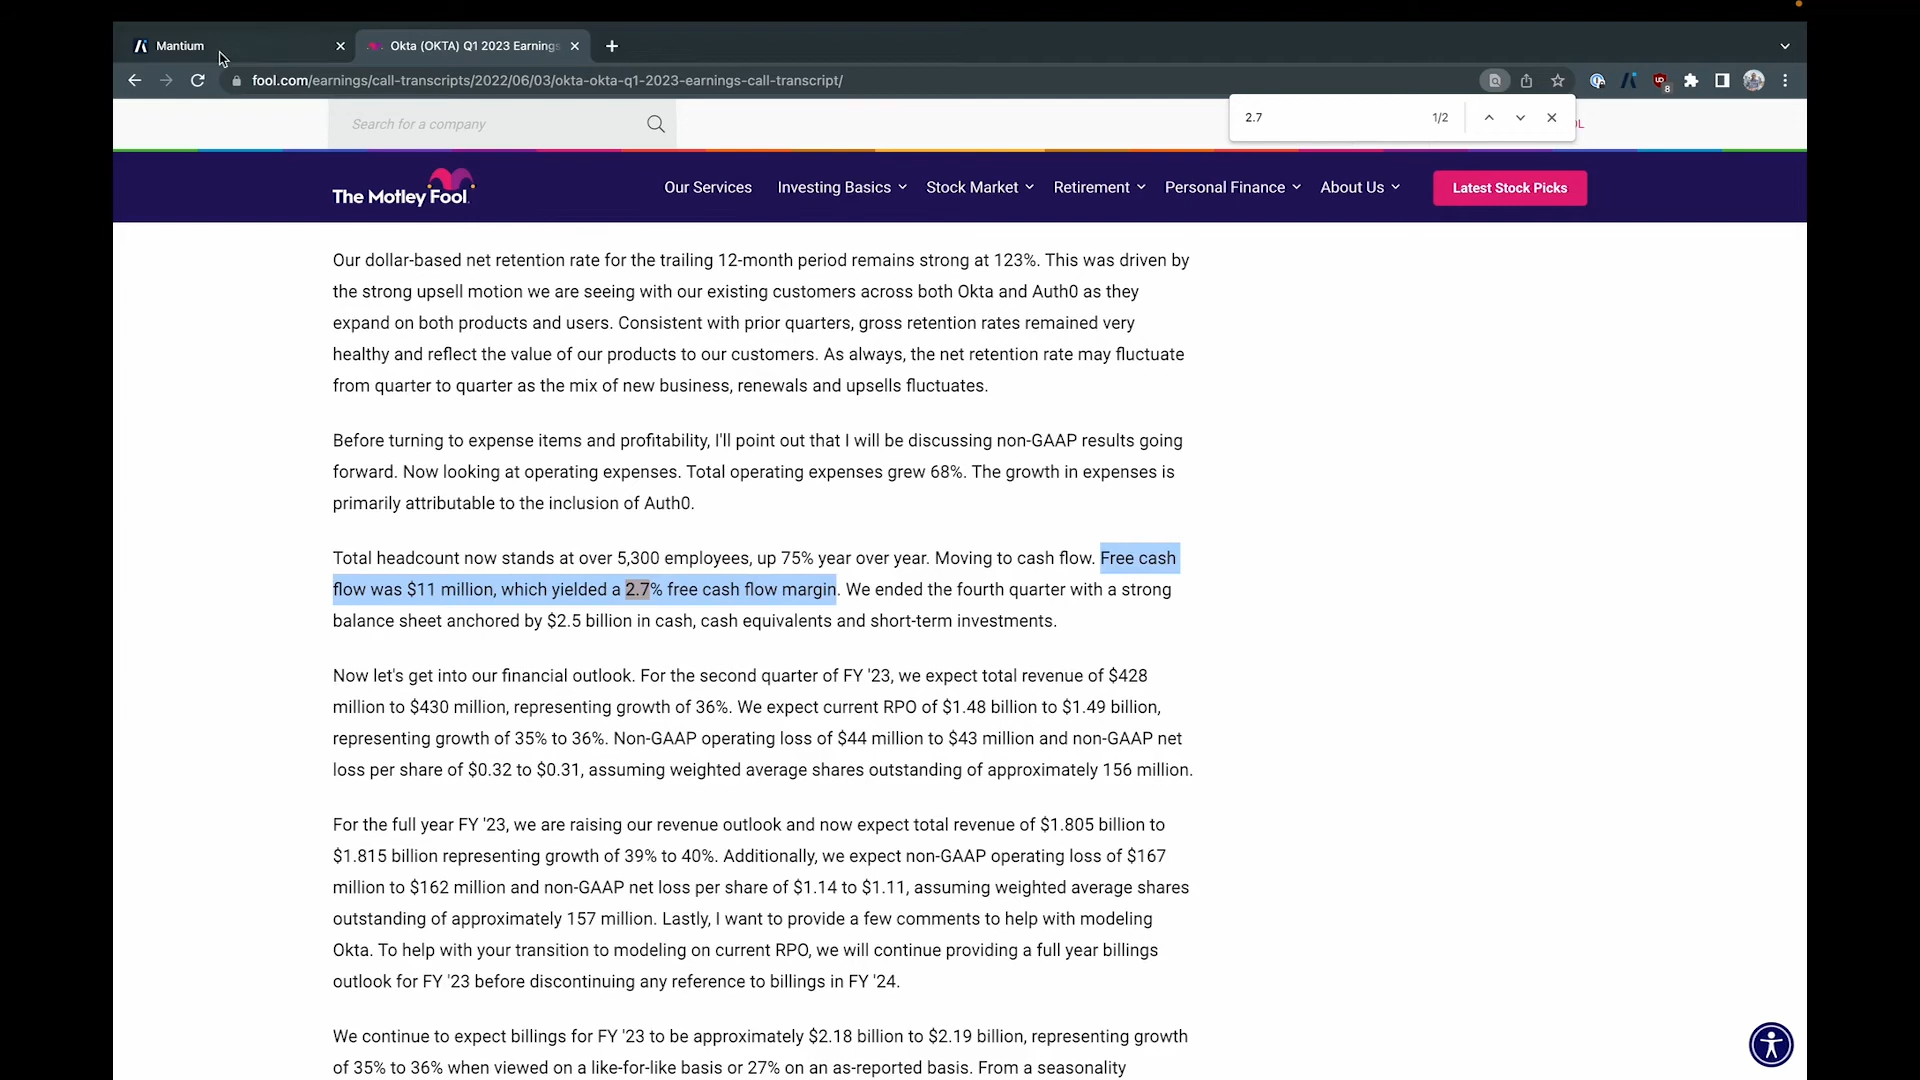 Mantium
Okta (OKTA) Q1 2023 Earnings
fool.com/earnings/call-transcripts/2022/06/03/okta-okta-q1-2023-earnings-call-transcript/
8
Search for a company
2.7 1/2
OL
The Motley Fool
Our Services Investing Basics Stock Market Retirement Personal Finance About Us Latest Stock Picks
Our dollar-based net retention rate for the trailing 12-month period remains strong at 123%. This was driven by
the strong upsell motion we are seeing with our existing customers across both Okta and Auth0 as they
expand on both products and users. Consistent with prior quarters, gross retention rates remained very
healthy and reflect the value of our products to our customers. As always, the net retention rate may fluctuate
from quarter to quarter as the mix of new business, renewals and upsells fluctuates.
Before turning to expense items and profitability, I'll point out that I will be discussing non-GAAP results going
forward. Now looking at operating expenses. Total operating expenses grew 68%. The growth in expenses is
primarily attributable to the inclusion of Auth0.
Total headcount now stands at over 5,300 employees, up 75% year over year. Moving to cash flow. Free cash
flow was $11 million, which yielded a 2.7% free cash flow margin. We ended the fourth quarter with a strong
balance sheet anchored by $2.5 billion in cash, cash equivalents and short-term investments.
Now let's get into our financial outlook. For the second quarter of FY '23, we expect total revenue of $428
million to $430 million, representing growth of 36%. We expect current RPO of $1.48 billion to $1.49 billion,
representing growth of 35% to 36%. Non-GAAP operating loss of $44 million to $43 million and non-GAAP net
loss per share of $0.32 to $0.31, assuming weighted average shares outstanding of approximately 156 million.
For the full year FY '23, we are raising our revenue outlook and now expect total revenue of $1.805 billion to
$1.815 billion representing growth of 39% to 40%. Additionally, we expect non-GAAP operating loss of $167
million to $162 million and non-GAAP net loss per share of $1.14 to $1.11, assuming weighted average shares
outstanding of approximately 157 million. Lastly, I want to provide a few comments to help with modeling
Okta. To help with your transition to modeling on current RPO, we will continue providing a full year billings
outlook for FY '23 before discontinuing any reference to billings in FY '24.
We continue to expect billings for FY '23 to be approximately $2.18 billion to $2.19 billion, representing growth
of 35% to 36% when viewed on a like-for-like basis or 27% on an as-reported basis. From a seasonality